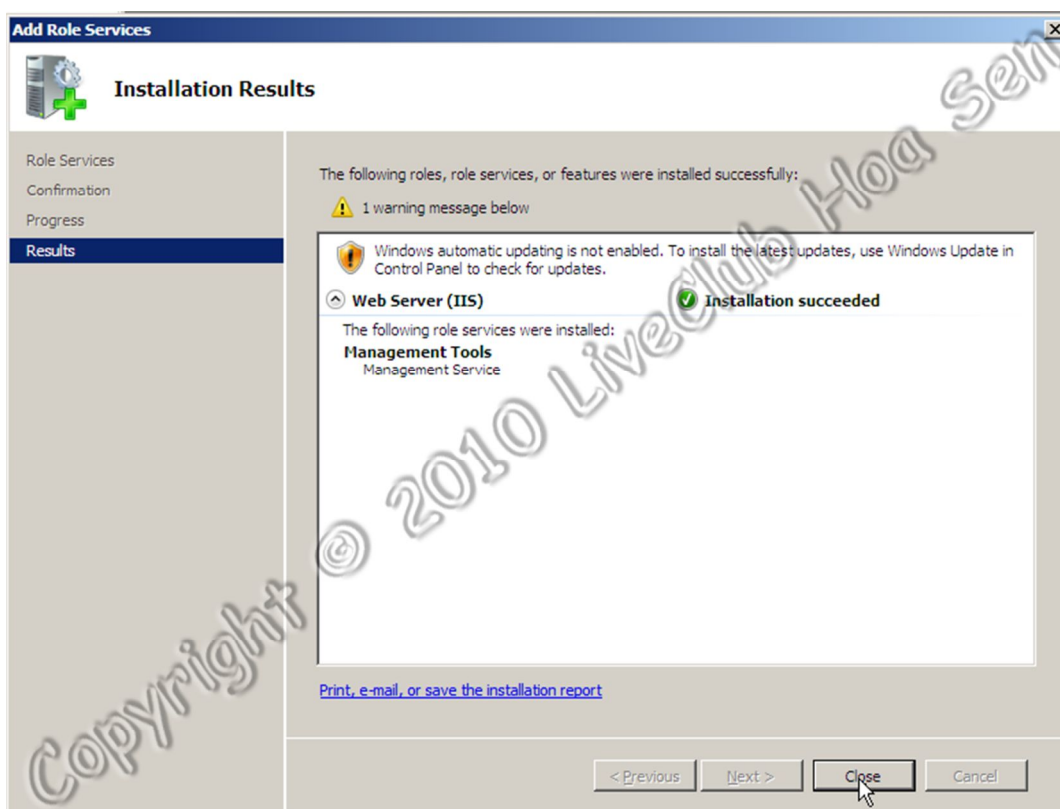 Add Role Services
Installation Results
Role Services
Confirmation
Progress
Results
The following roles, role services, or features were installed successfully:
1 warning message below
Windows automatic updating is not enabled. To install the latest updates, use Windows Update in
Control Panel to check for updates.
Web Server (IIS)
Installation succeeded
The following role services were installed:
Management Tools
Management Service
Print, e-mail, or save the installation report
< Previous
Next >
Close
Cancel
Copyright © 2010 LiveClub Hoa Sen